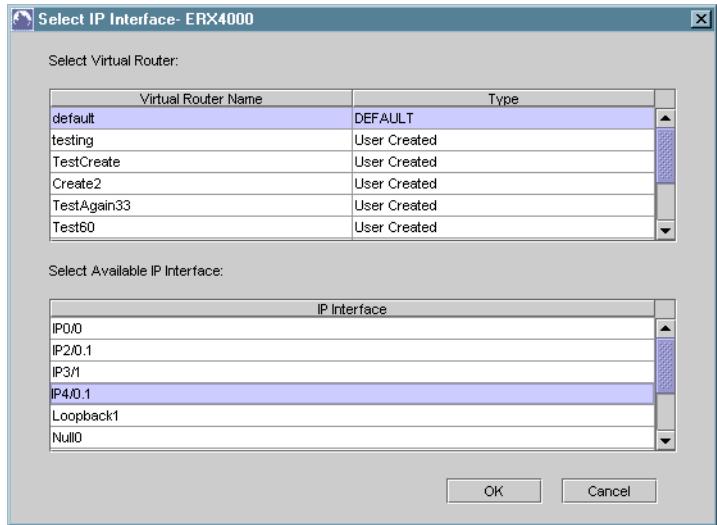 Select IP Interface- ERX4000
Select Virtual Router:
Virtual Router Name Type
default DEFAULT
testing User Created
TestCreate User Created
Create2 User Created
TestAgain33 User Created
Test60 User Created
Select Available IP Interface:
IP Interface
IP0/0
IP2/0.1
IP3/1
IP4/0.1
Loopback1
Null0
OK Cancel